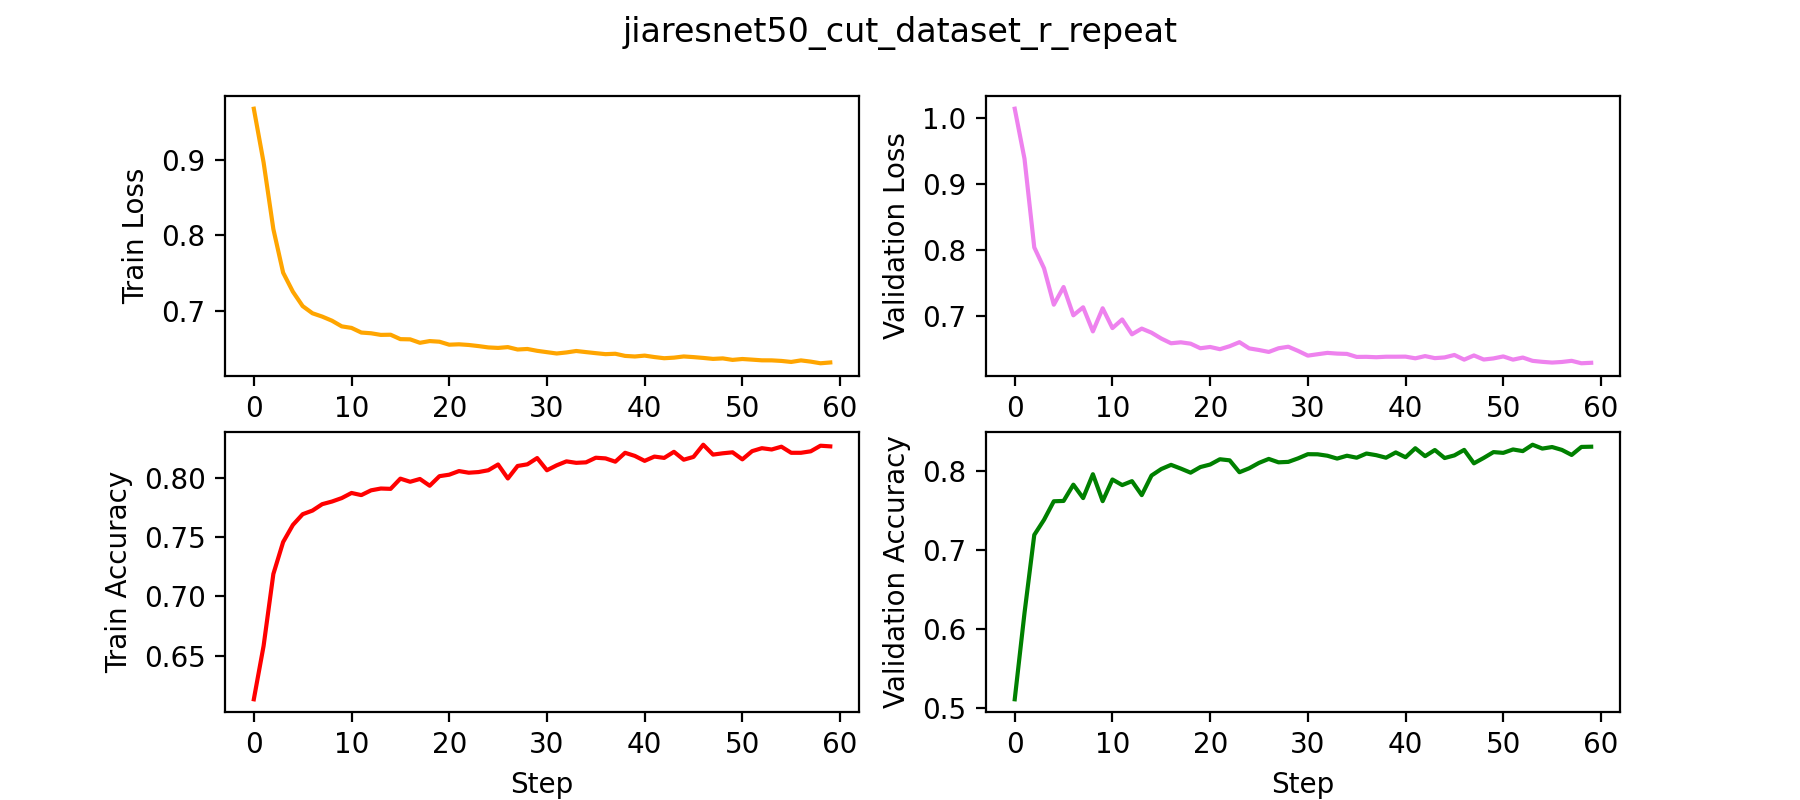 jiaresnet50_cut_dataset_r_repeat
Train Loss
0.9
0.8
0.7
0 10 20 30 40 50 60
Validation Loss
1.0
0.9
0.8
0.7
0 10 20 30 40 50 60
Train Accuracy
0.80
0.75
0.70
0.65
0 10 20 30 40 50 60
Step
Validation Accuracy
0.8
0.7
0.6
0.5
0 10 20 30 40 50 60
Step